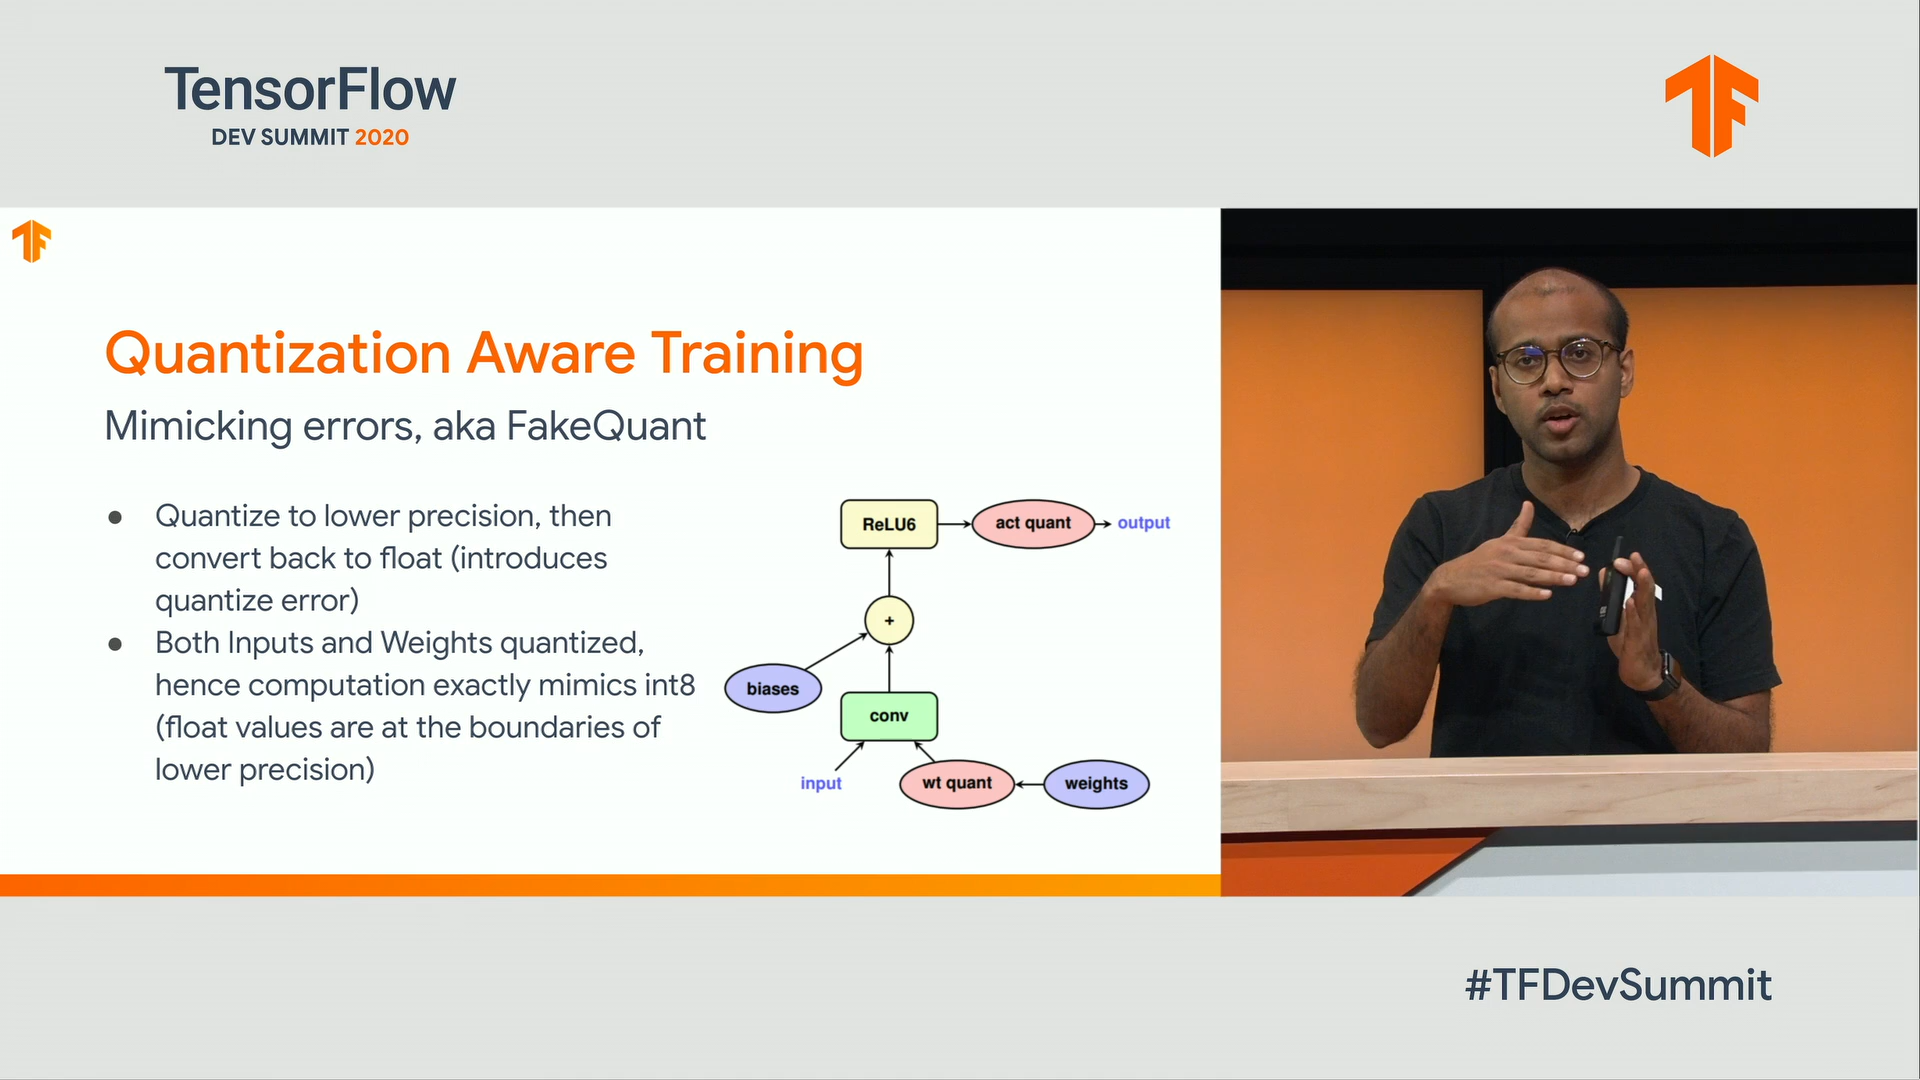 TensorFlow
DEV SUMMIT 2020
Quantization Aware Training
Mimicking errors, aka FakeQuant
● Quantize to lower precision, then
convert back to float (introduces
quantize error)
● Both Inputs and Weights quantized,
hence computation exactly mimics int8
(float values are at the boundaries of
lower precision)
ReLU6
act quant
output
+
biases
conv
input
wt quant
weights
#TFDevSummit